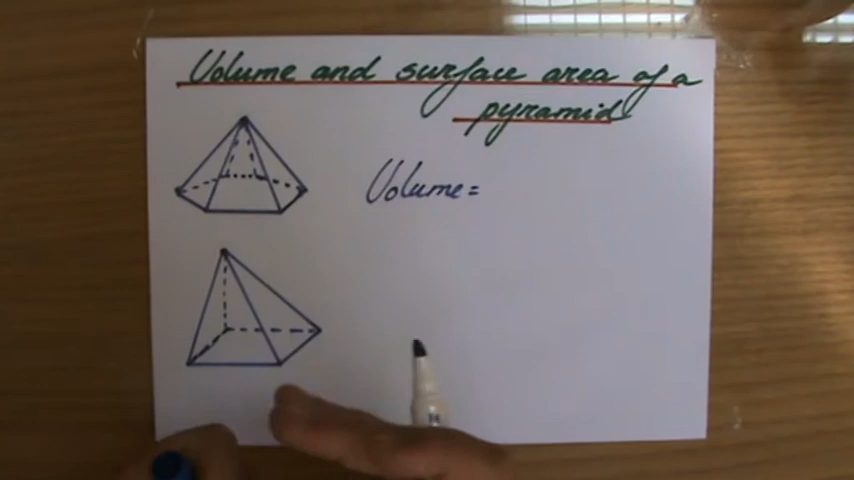 Volume and surface area of a
pyramid
Volume=